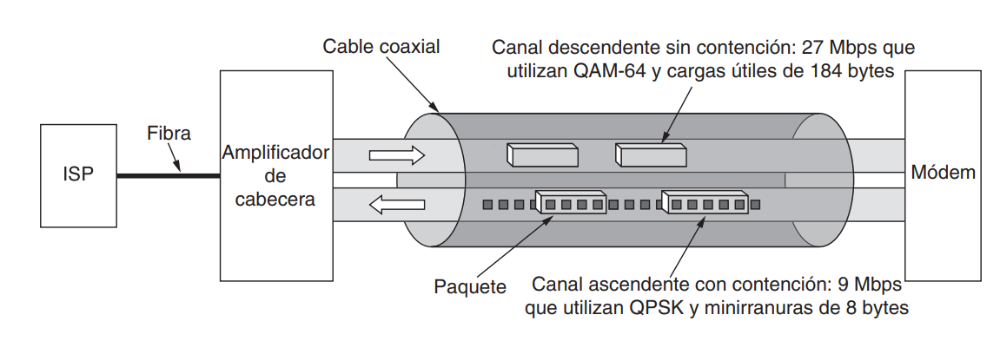 Cable coaxial
Canal descendente sin contención: 27 Mbps que
utilizan QAM-64 y cargas útiles de 184 bytes
Fibra
ISP
Amplificador
de
cabecera
Módem
Paquete
Canal ascendente con contención: 9 Mbps
que utilizan QPSK y minirranuras de 8 bytes